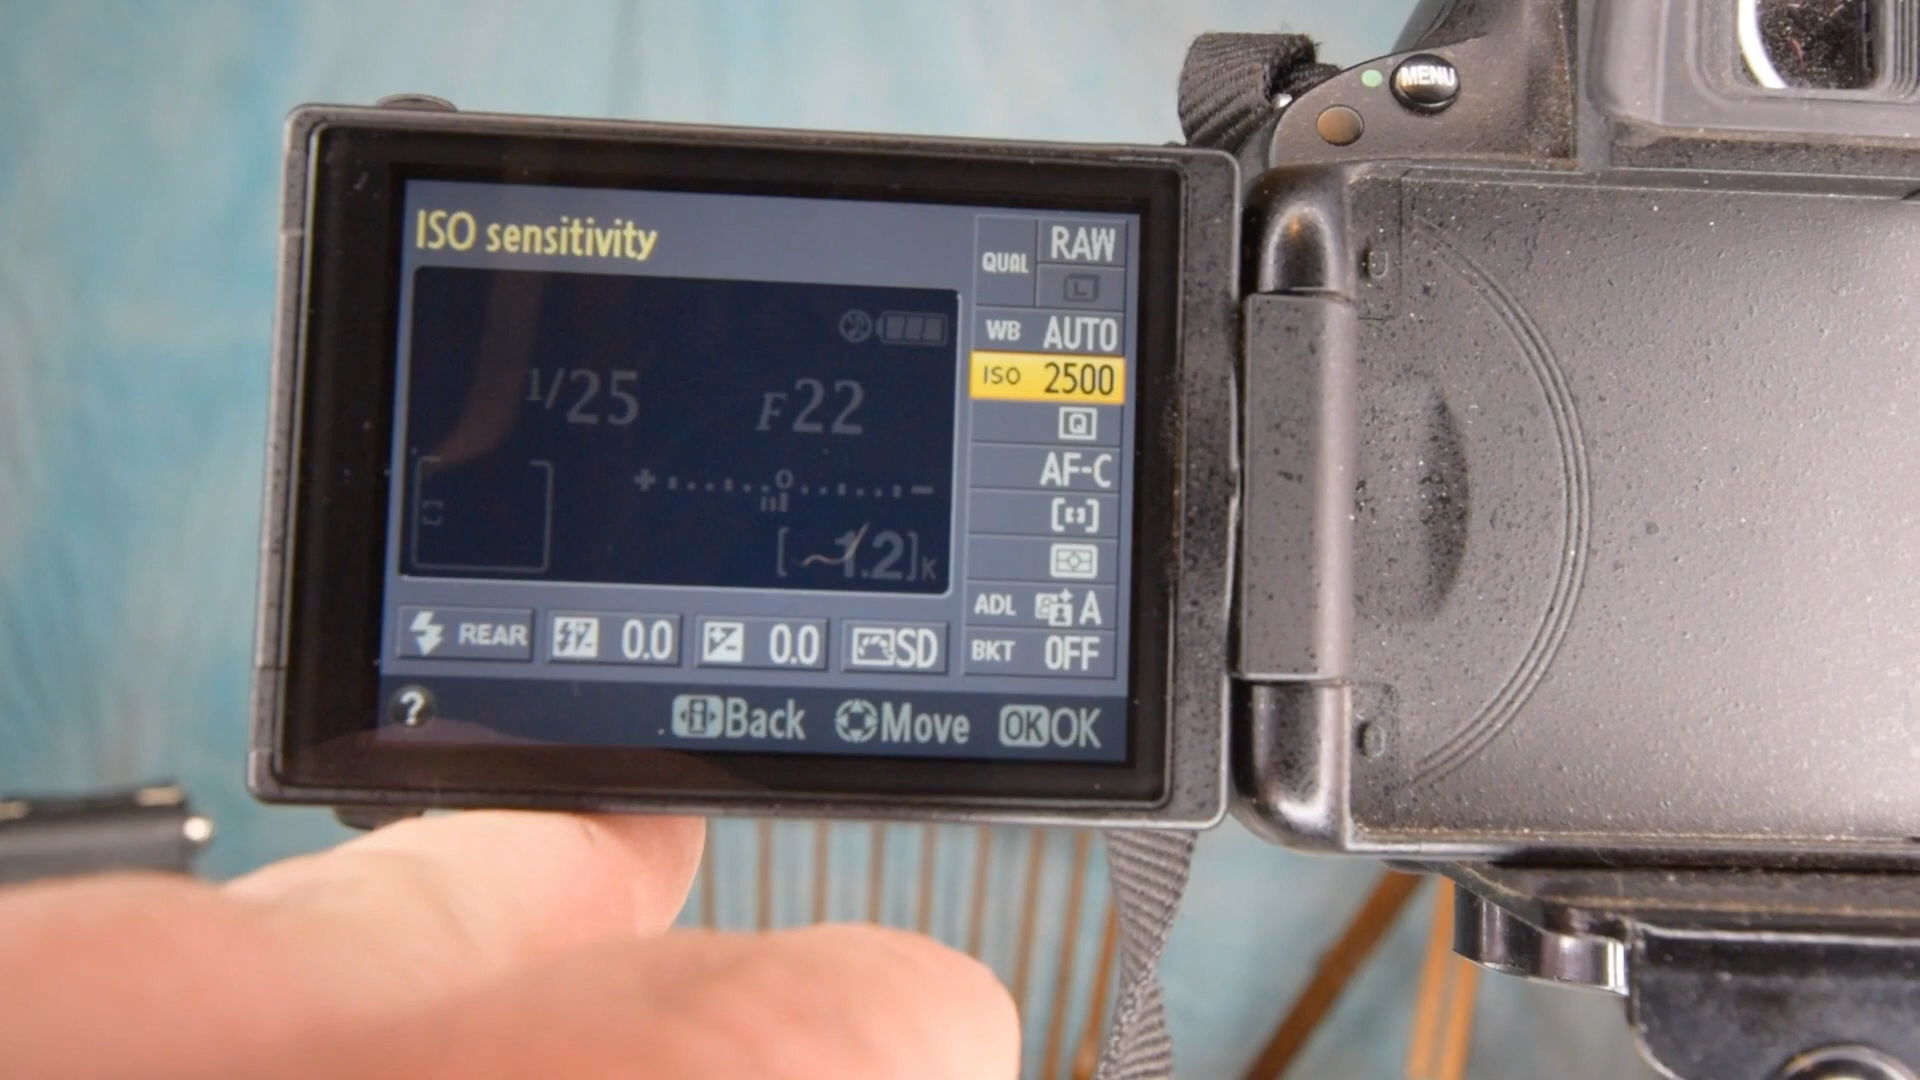 MENU
ISO sensitivity
QUAL RAW
L
WB AUTO
ISO 2500
1/25 F22
Q
AF-C
+ 0 -
[1.2]K
ADL A
REAR 0.0 0.0 SD
BKT OFF
? i Back Move OK OK